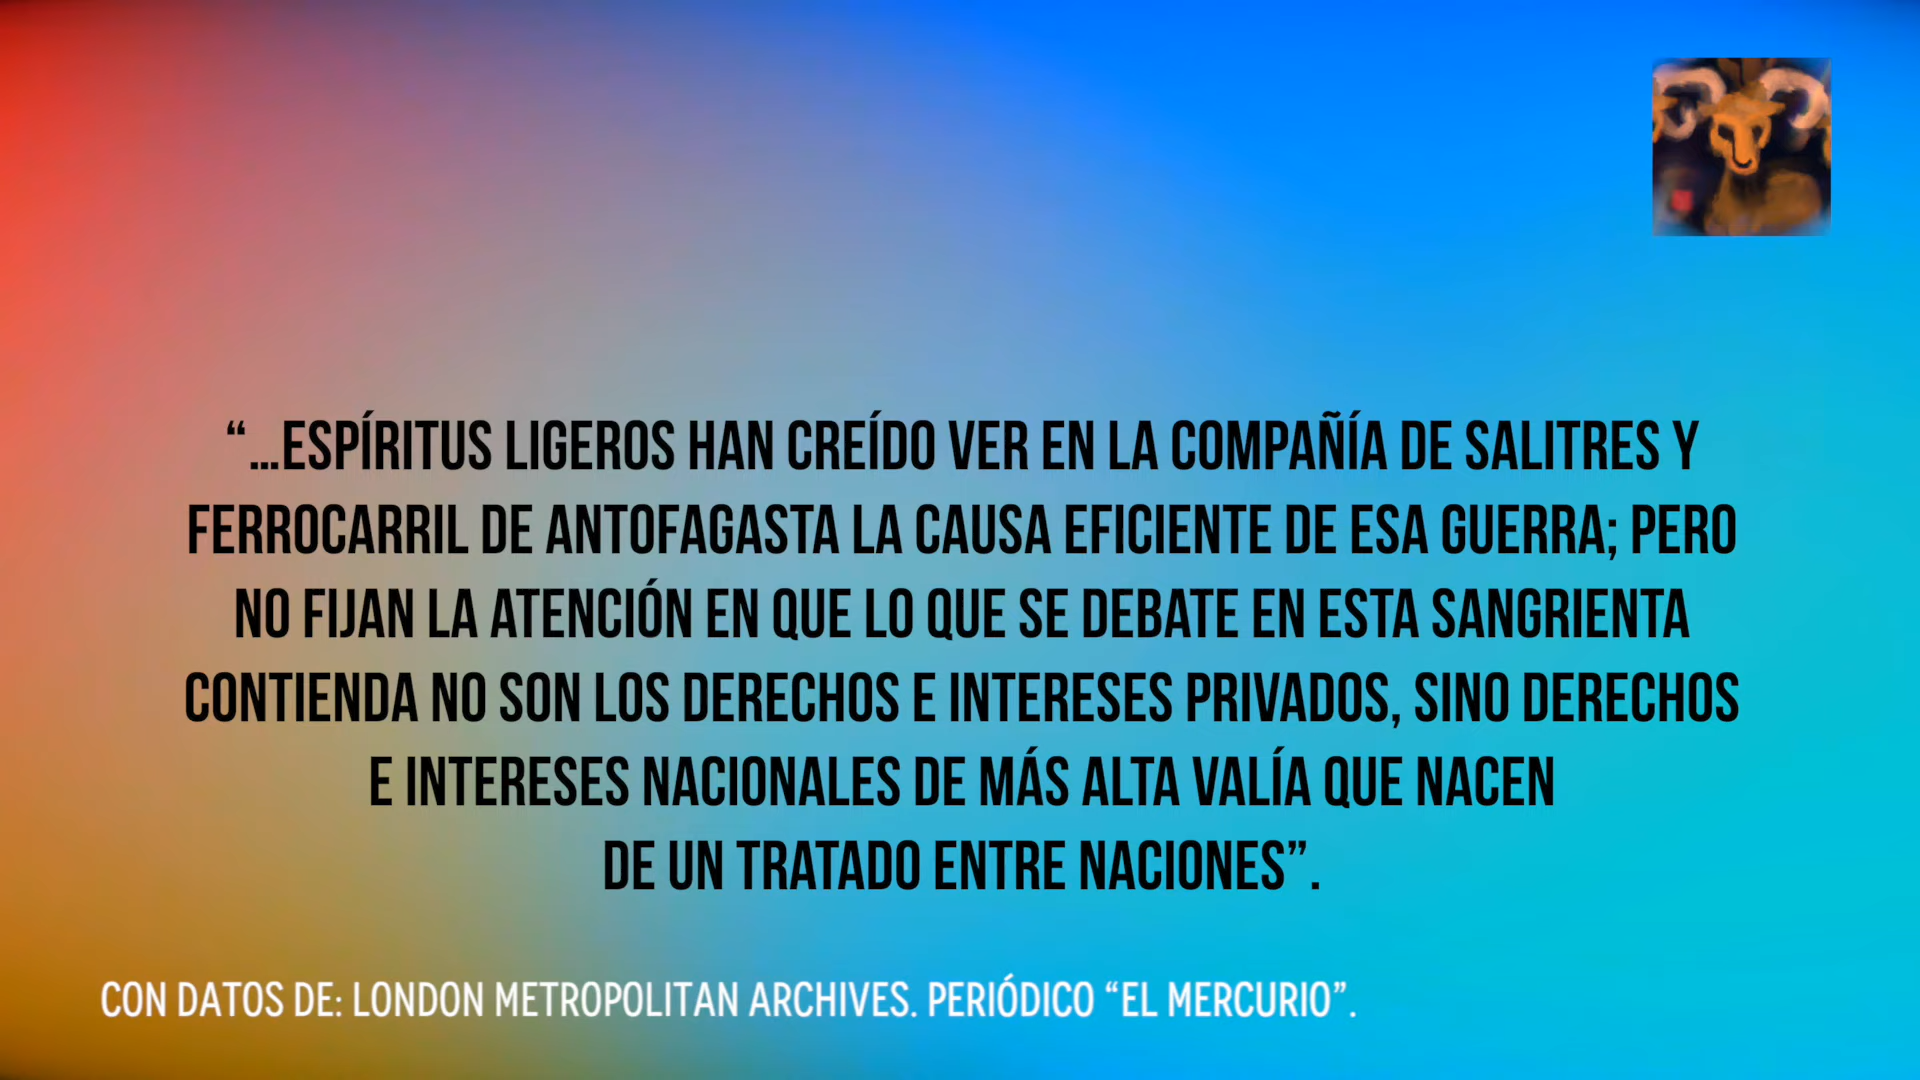 “...ESPÍRITUS LIGEROS HAN CREÍDO VER EN LA COMPAÑÍA DE SALITRES Y
FERROCARRIL DE ANTOFAGASTA LA CAUSA EFICIENTE DE ESA GUERRA; PERO
NO FIJAN LA ATENCIÓN EN QUE LO QUE SE DEBATE EN ESTA SANGRIENTA
CONTIENDA NO SON LOS DERECHOS E INTERESES PRIVADOS, SINO DERECHOS
E INTERESES NACIONALES DE MÁS ALTA VALÍA QUE NACEN
DE UN TRATADO ENTRE NACIONES”.
CON DATOS DE: LONDON METROPOLITAN ARCHIVES. PERIÓDICO “EL MERCURIO”.